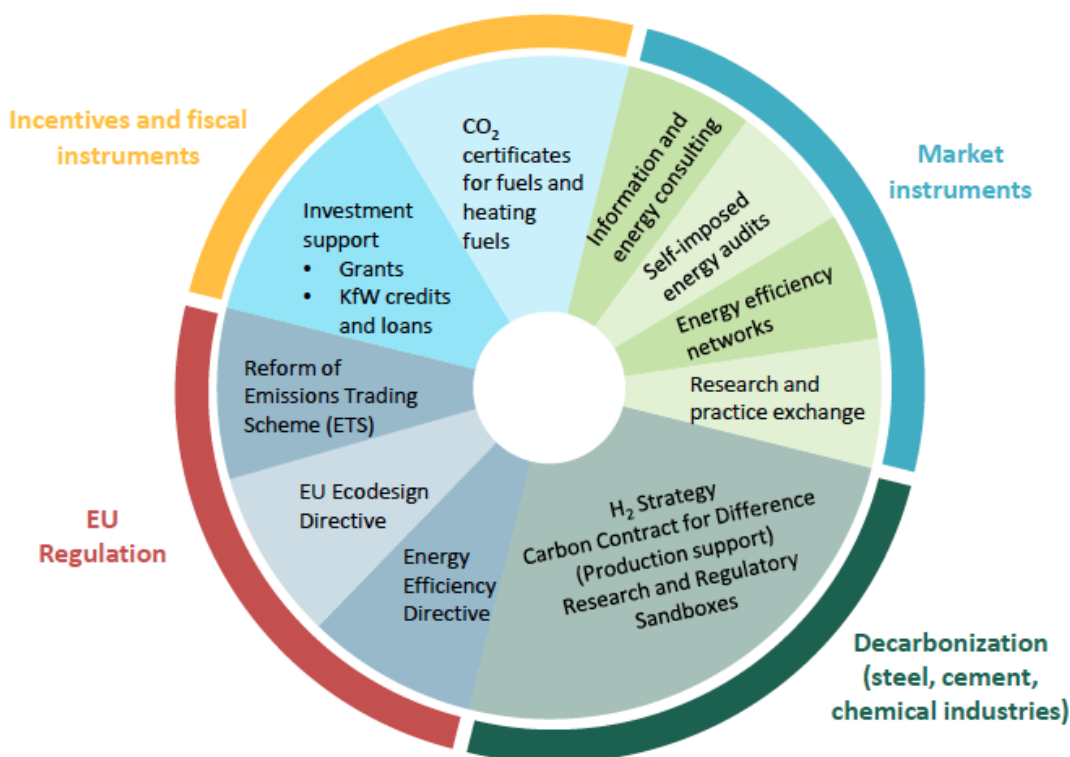 Incentives and fiscal
instruments
CO₂
certificates
for fuels and
heating
fuels
Investment
support
• Grants
• KfW credits
and loans
Information and
energy consulting
Self-imposed
energy audits
Energy efficiency
networks
Research and
practice exchange
Market
instruments
Reform of
Emissions Trading
Scheme (ETS)
EU Ecodesign
Directive
Energy
Efficiency
Directive
EU
Regulation
H₂ Strategy
Carbon Contract for Difference
(Production support)
Research and Regulatory
Sandboxes
Decarbonization
(steel, cement,
chemical industries)